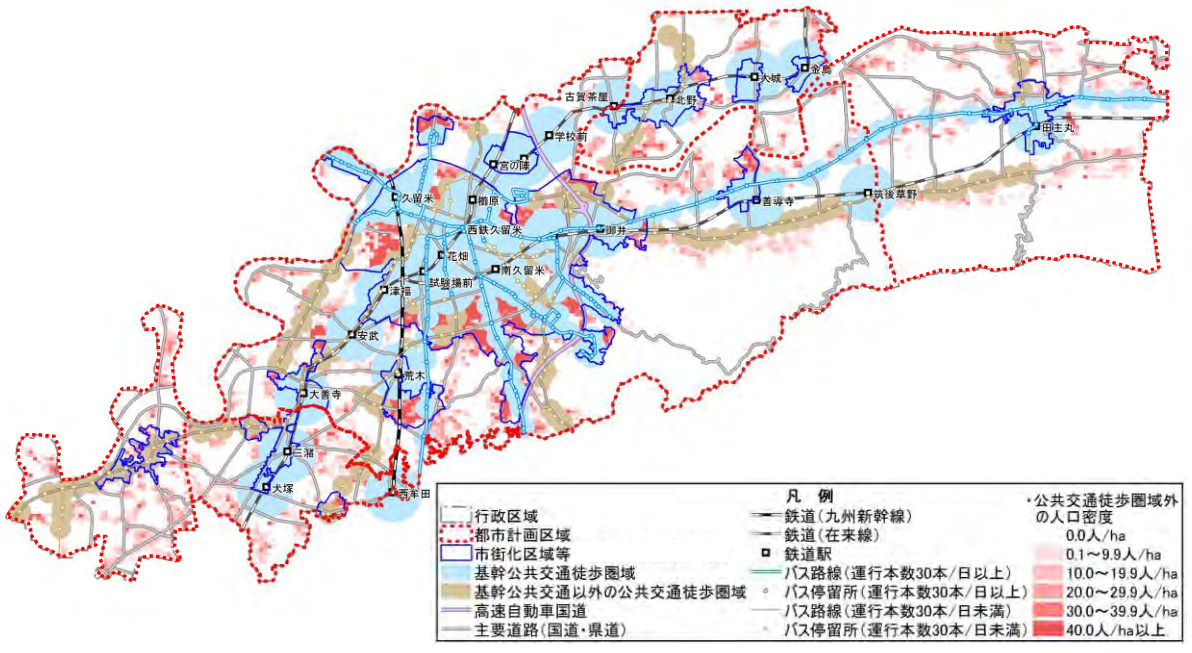 金島
大城
古賀茶屋
北野
学校前
田主丸
宮の陣
久留米
櫛原
善導寺
筑後草野
西鉄久留米
御井
花畑
南久留米
試験場前
津福
安武
荒木
大善寺
三潴
犬塚
西牟田
凡 例
行政区域
都市計画区域
市街化区域等
基幹公共交通徒歩圏域
基幹公共交通以外の公共交通徒歩圏域
高速自動車国道
主要道路(国道・県道)
鉄道(九州新幹線)
鉄道(在来線)
鉄道駅
バス路線(運行本数30本/日以上)
バス停留所(運行本数30本/日以上)
バス路線(運行本数30本/日未満)
バス停留所(運行本数30本/日未満)
・公共交通徒歩圏域外
の人口密度
0.0人/ha
0.1~9.9人/ha
10.0~19.9人/ha
20.0~29.9人/ha
30.0~39.9人/ha
40.0人/ha以上